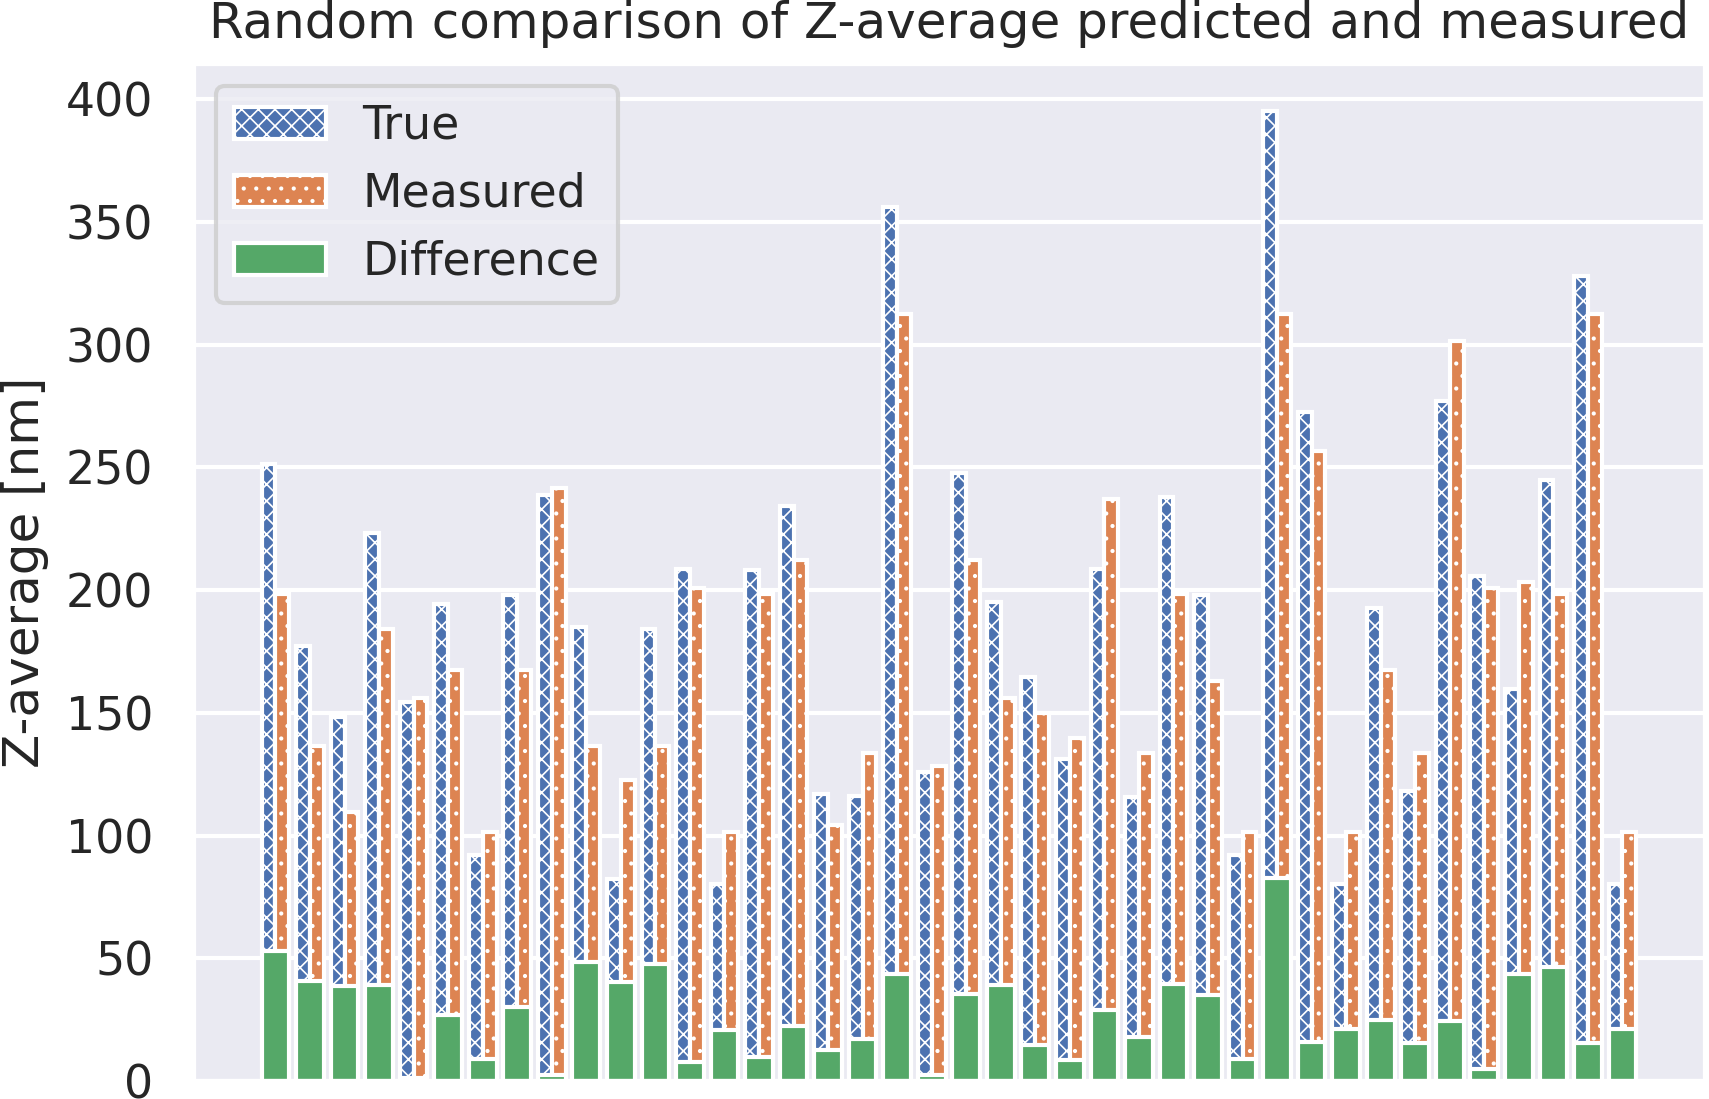 Random comparison of Z-average predicted and measured
400
350
300
250
200
150
100
50
0
Z-average [nm]
True
Measured
Difference